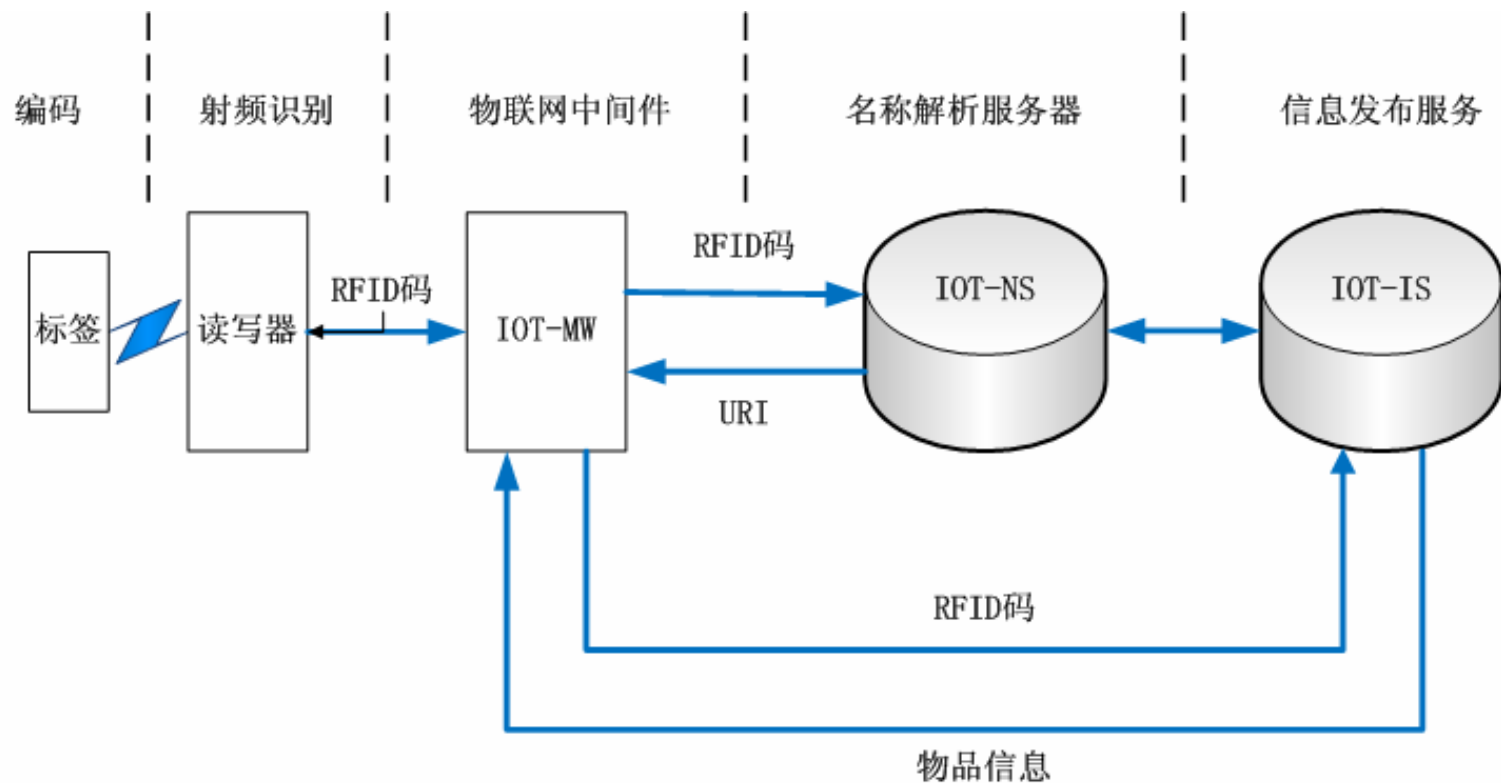 编码
射频识别
物联网中间件
名称解析服务器
信息发布服务
标签
读写器
RFID码
IOT-MW
RFID码
URI
IOT-NS
IOT-IS
RFID码
物品信息